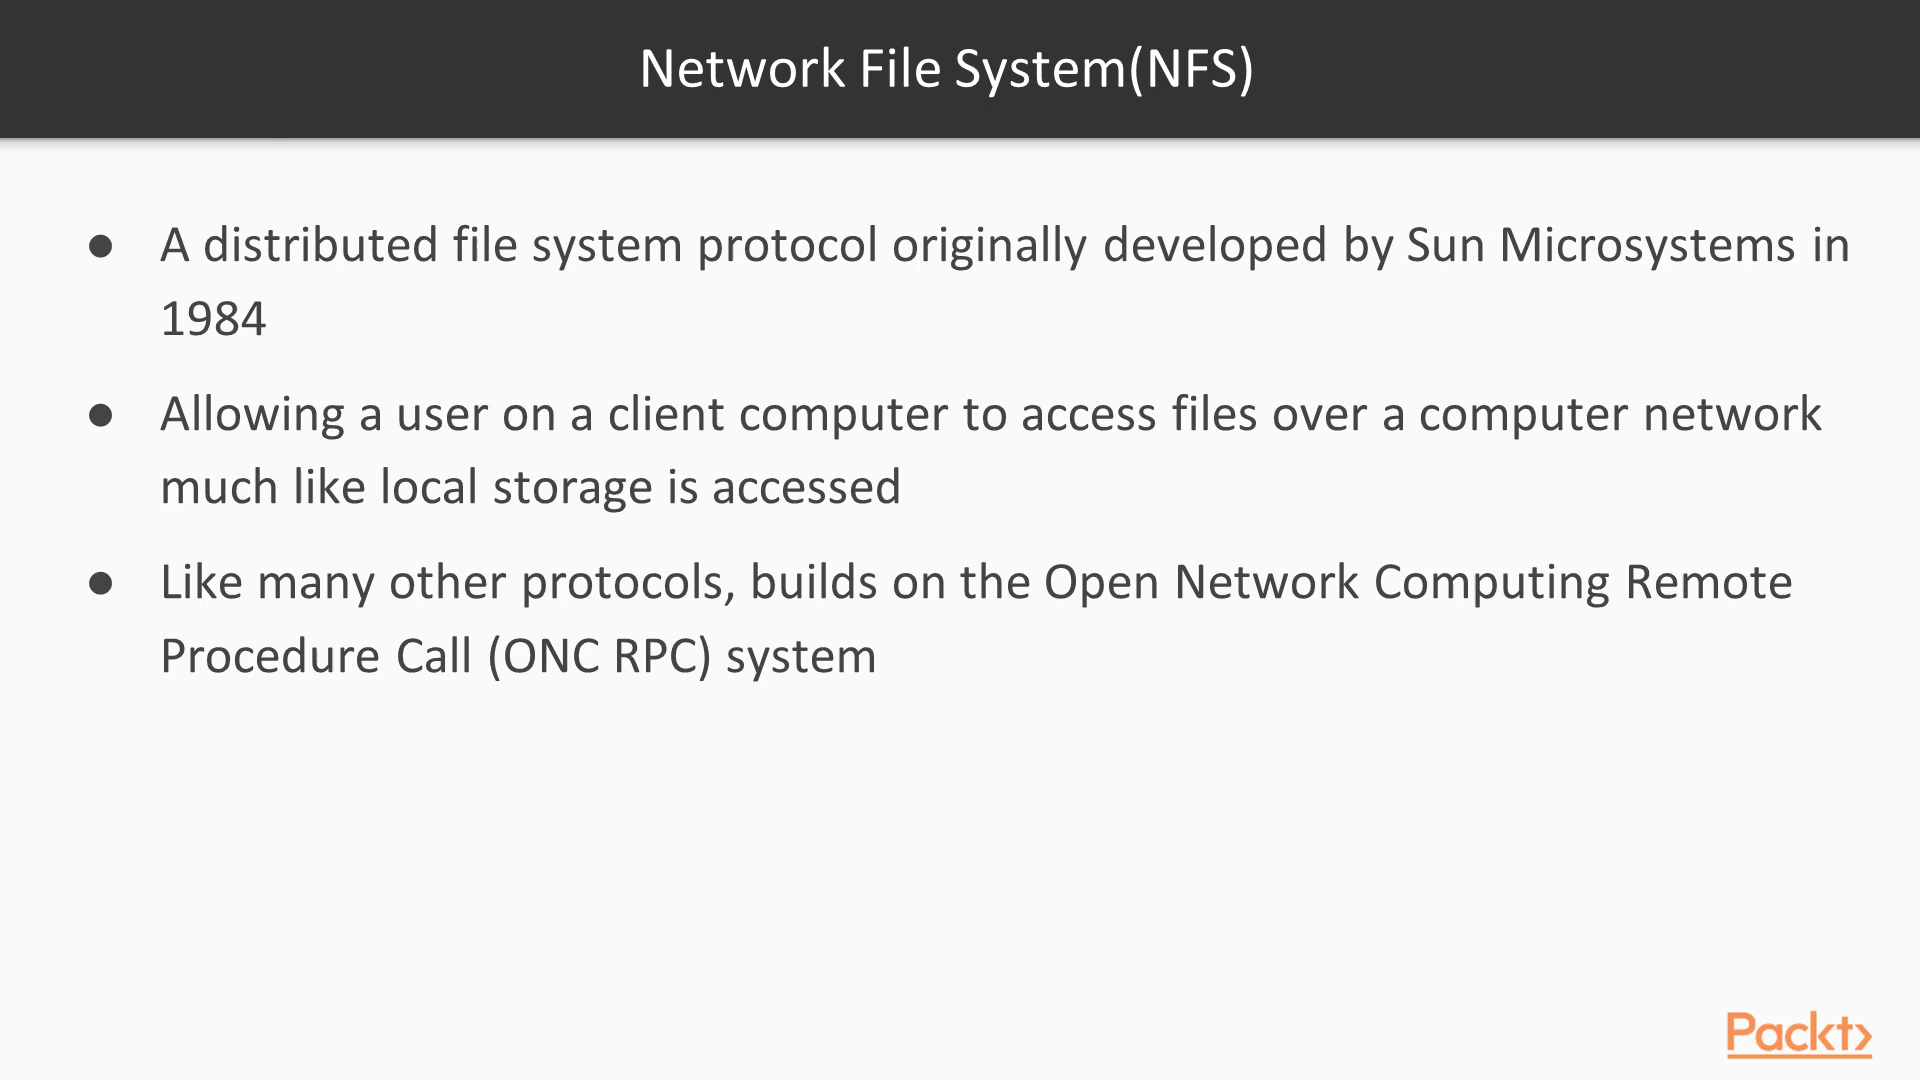 Network File System(NFS)
● A distributed file system protocol originally developed by Sun Microsystems in
1984
● Allowing a user on a client computer to access files over a computer network
much like local storage is accessed
● Like many other protocols, builds on the Open Network Computing Remote
Procedure Call (ONC RPC) system
Packt>